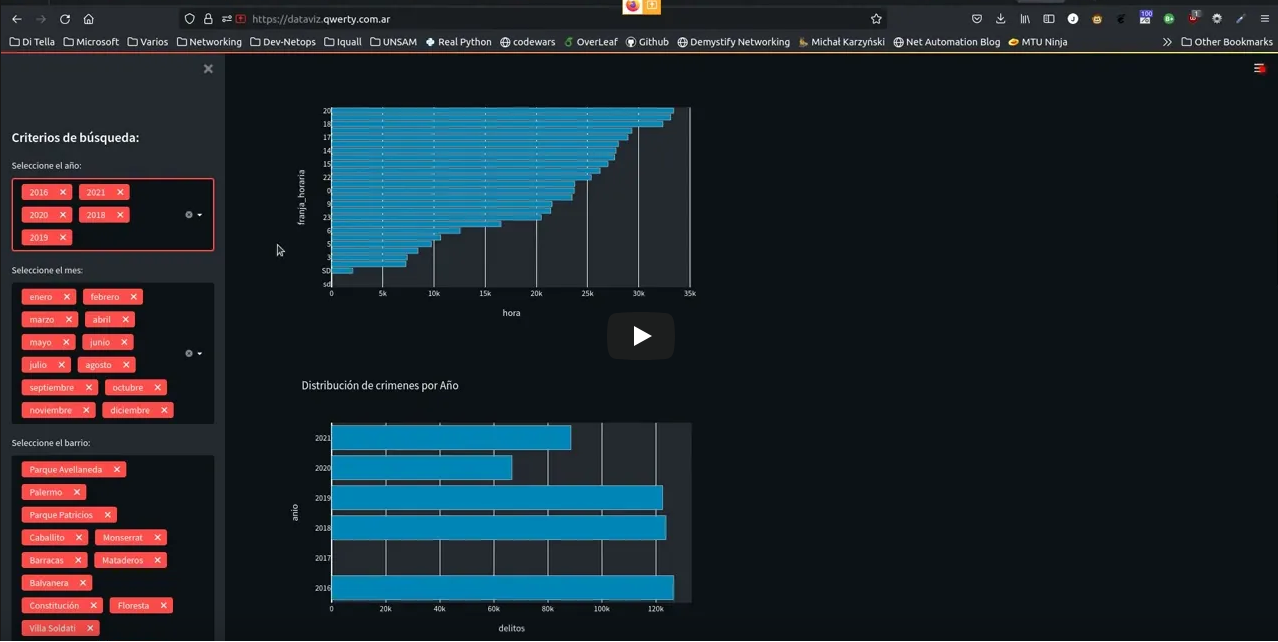 https://dataviz.qwerty.com.ar
100
1
Di Tella Microsoft Varios Networking Dev-Netops Iquall UNSAM Real Python codewars OverLeaf Github Demystify Networking Michał Karzyński Net Automation Blog MTU Ninja Other Bookmarks
Criterios de búsqueda:
Seleccione el año:
2016 2021
2020 2018
2019
Seleccione el mes:
enero febrero
marzo abril
mayo junio
julio agosto
septiembre octubre
noviembre diciembre
Seleccione el barrio:
Parque Avellaneda
Palermo
Parque Patricios
Caballito Monserrat
Barracas Mataderos
Balvanera
Constitución Floresta
Villa Soldati
franja_horaria
20
18
17
14
15
22
0
9
23
6
5
3
SD
sd
0 5k 10k 15k 20k 25k 30k 35k
hora
Distribución de crimenes por Año
anio
2021
2020
2019
2018
2017
2016
0 20k 40k 60k 80k 100k 120k
delitos